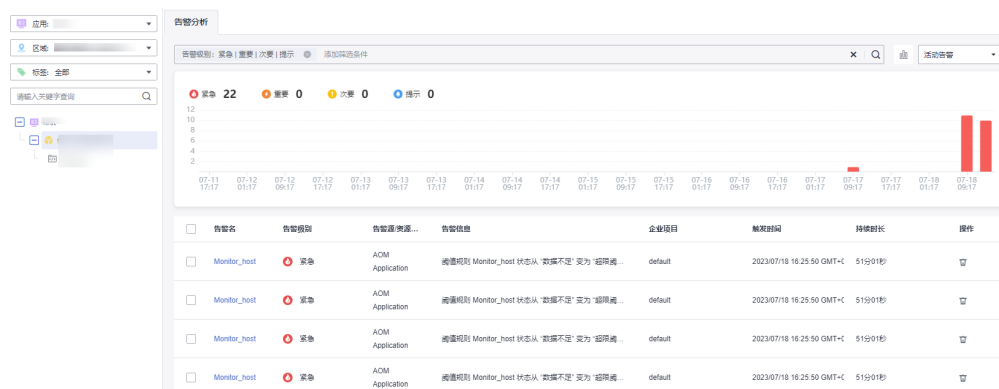 应用:
区域:
标签: 全部
请输入关键字查询
告警分析
告警级别: 紧急 | 重要 | 次要 | 提示 添加筛选条件
活动告警
紧急 22 重要 0 次要 0 提示 0
12
10
8
6
4
2
07-11 07-12 07-12 07-12 07-13 07-13 07-13 07-14 07-14 07-14 07-15 07-15 07-15 07-16 07-16 07-16 07-17 07-17 07-17 07-18 07-18
17:17 01:17 09:17 17:17 01:17 09:17 17:17 01:17 09:17 17:17 01:17 09:17 17:17 01:17 09:17 17:17 01:17 09:17 17:17 01:17 09:17
告警名 告警级别 告警源/资源... 告警信息 企业项目 触发时间 持续时长 操作
Monitor_host 紧急 AOM Application 阈值规则 Monitor_host 状态从 "数据不足" 变为 "超限阈... default 2023/07/18 16:25:50 GMT+0 51分01秒
Monitor_host 紧急 AOM Application 阈值规则 Monitor_host 状态从 "数据不足" 变为 "超限阈... default 2023/07/18 16:25:50 GMT+0 51分01秒
Monitor_host 紧急 AOM Application 阈值规则 Monitor_host 状态从 "数据不足" 变为 "超限阈... default 2023/07/18 16:25:50 GMT+0 51分01秒
Monitor_host 紧急 AOM Application 阈值规则 Monitor_host 状态从 "数据不足" 变为 "超限阈... default 2023/07/18 16:25:50 GMT+0 51分01秒